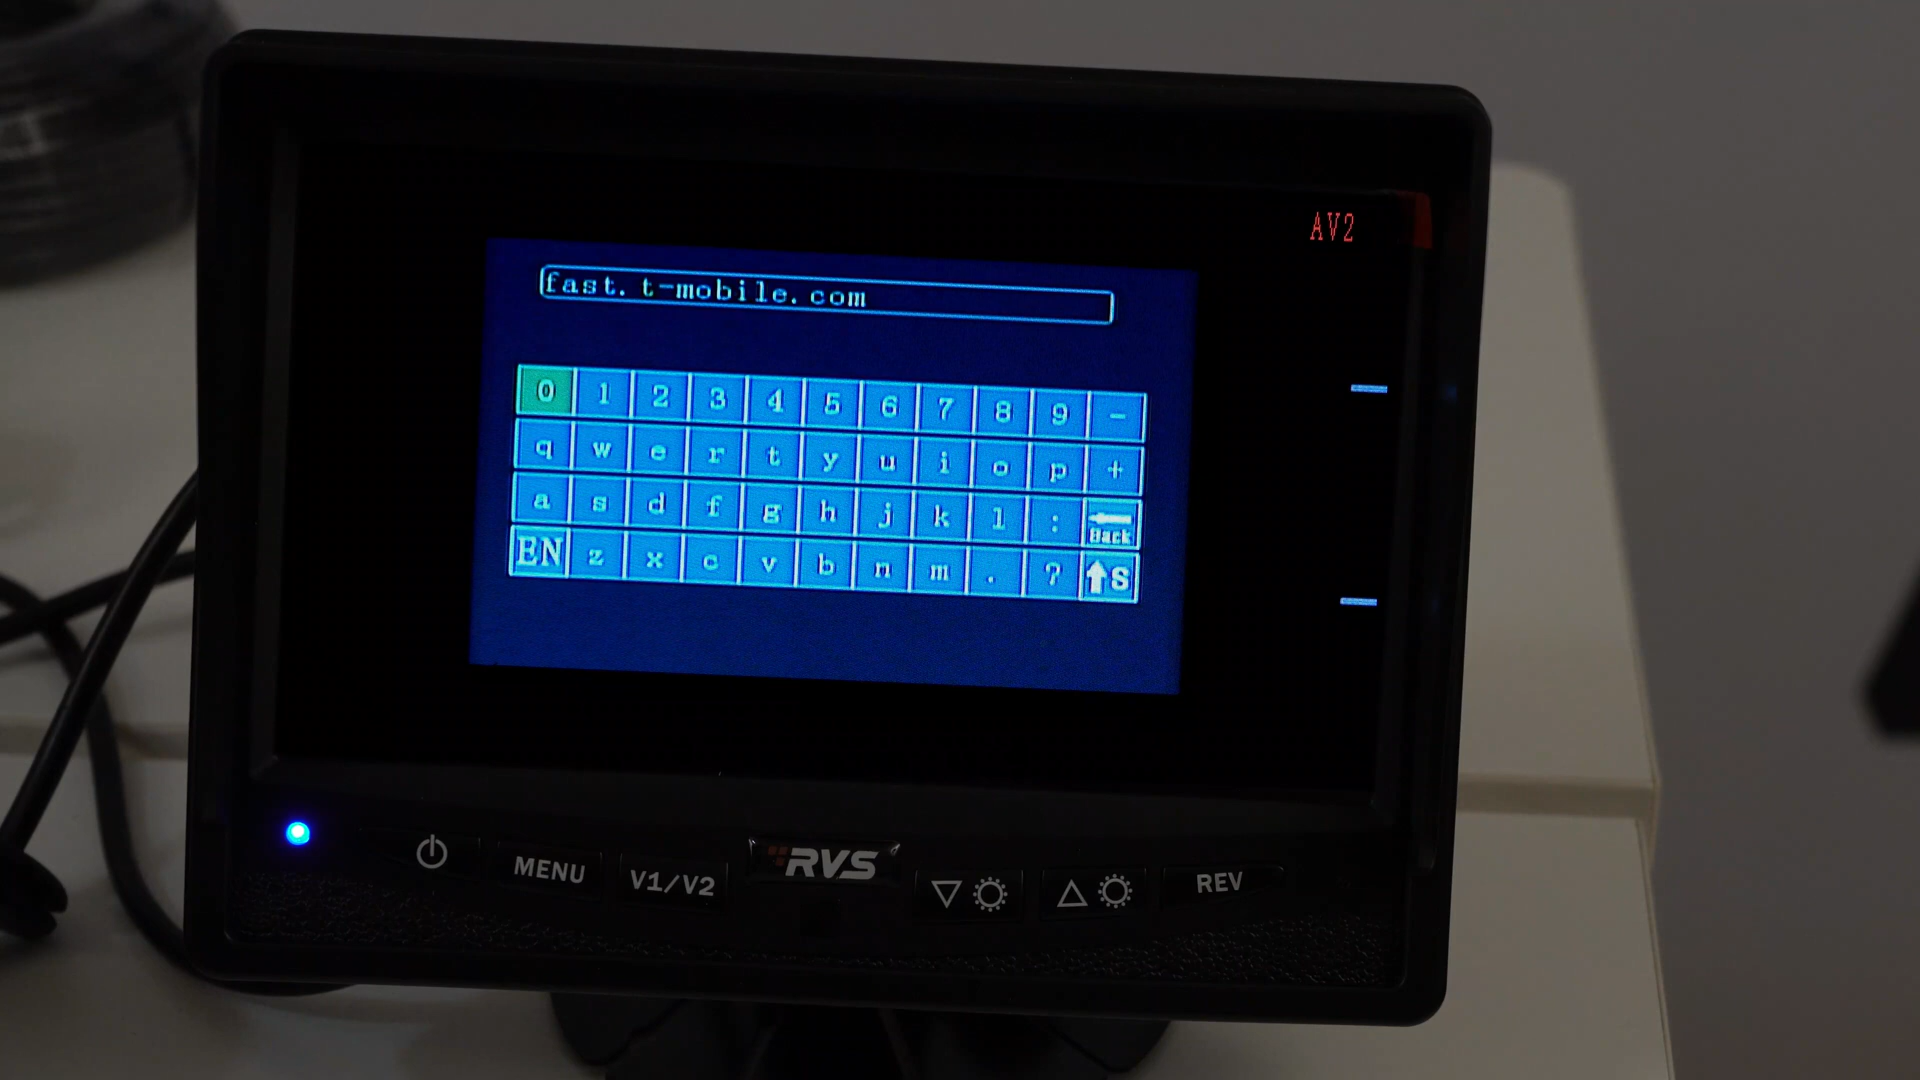 AV2
fast.t-mobile.com
0 1 2 3 4 5 6 7 8 9 -
q w e r t y u i o p +
a s d f g h j k l : Back
EN z x c v b n m . ? S
MENU V1/V2 RVS REV